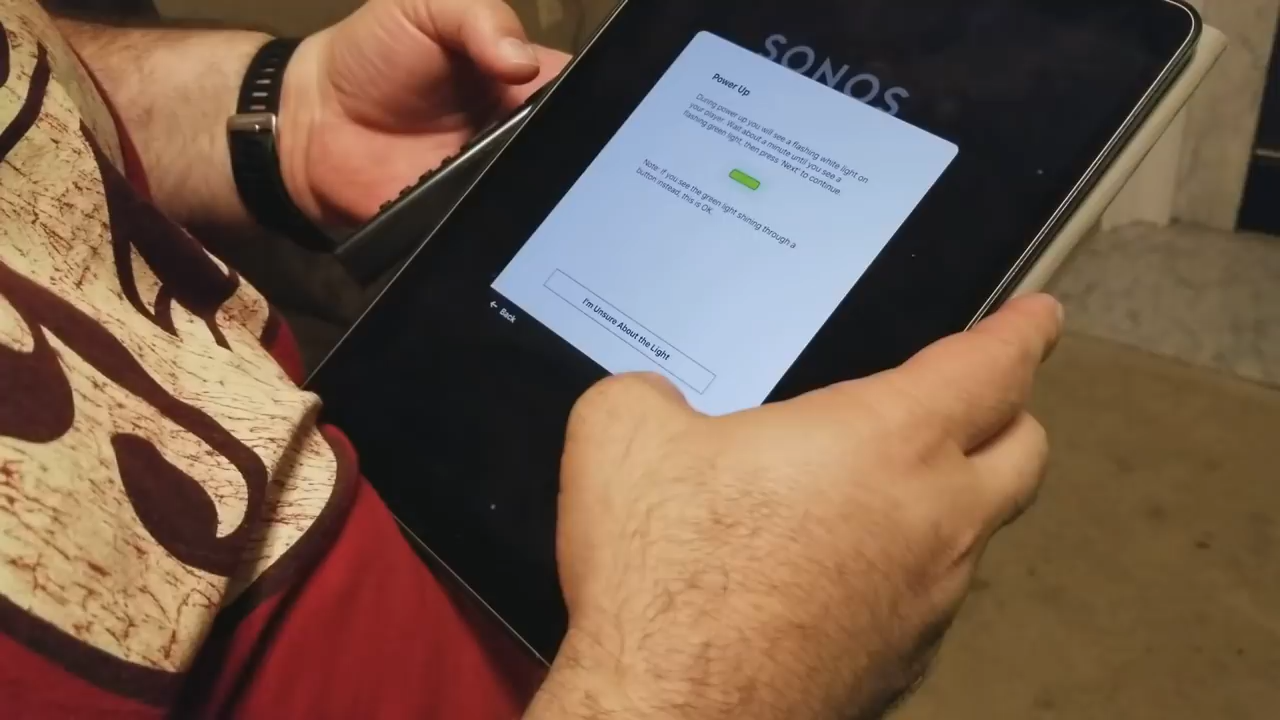 SONOS
Power Up
During power up you will see a flashing white light on
your player. Wait about a minute until you see a
flashing green light, then press 'Next' to continue.
Note: if you see the green light shining through a
button instead, this is OK.
I'm Unsure About the Light
← Back